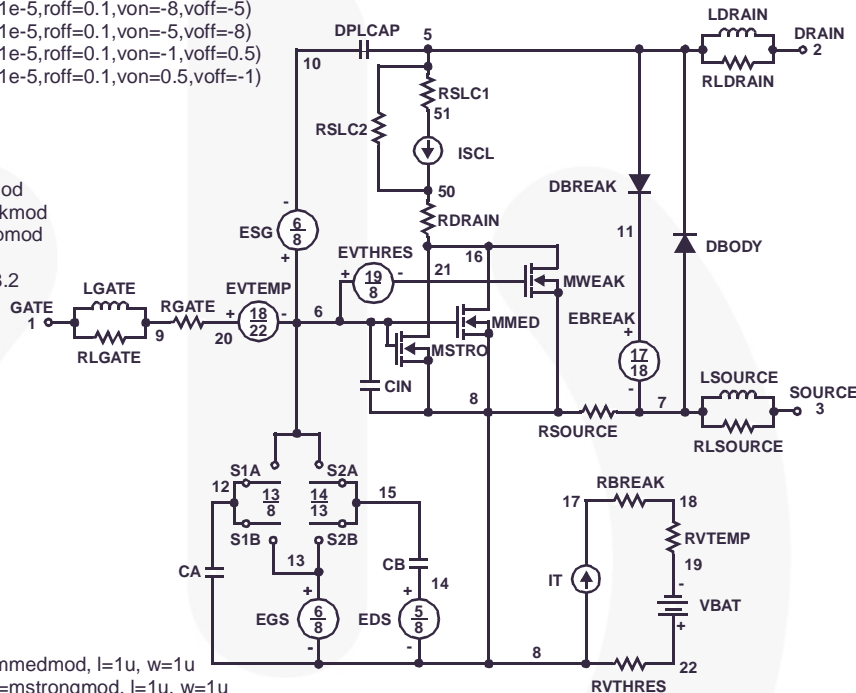 1e-5,roff=0.1,von=-8,voff=-5)
1e-5,roff=0.1,von=-5,voff=-8)
1e-5,roff=0.1,von=-1,voff=0.5)
1e-5,roff=0.1,von=0.5,voff=-1)
LDRAIN
DPLCAP
5
DRAIN
2
10
RLDRAIN
RSLC1
51
RSLC2
ISCL
50
DBREAK
RDRAIN
od
kmod
omod
ESG
-
6
8
+
11
DBODY
EVTHRES
16
+
19
8
-
21
MWEAK
3.2
LGATE
GATE
1
RGATE
EVTEMP
+
18
22
-
6
MMED
EBREAK
+
9
20
RLGATE
MSTRO
17
18
-
CIN
LSOURCE
SOURCE
3
8
7
RSOURCE
RLSOURCE
S1A
S2A
12
13
8
14
13
15
RBREAK
17
18
S1B
S2B
RVTEMP
13
CB
19
CA
14
IT
-
VBAT
+
+
+
EGS
6
8
EDS
5
8
-
-
8
22
RVTHRES
mmedmod, l=1u, w=1u
=mstrongmod, l=1u, w=1u